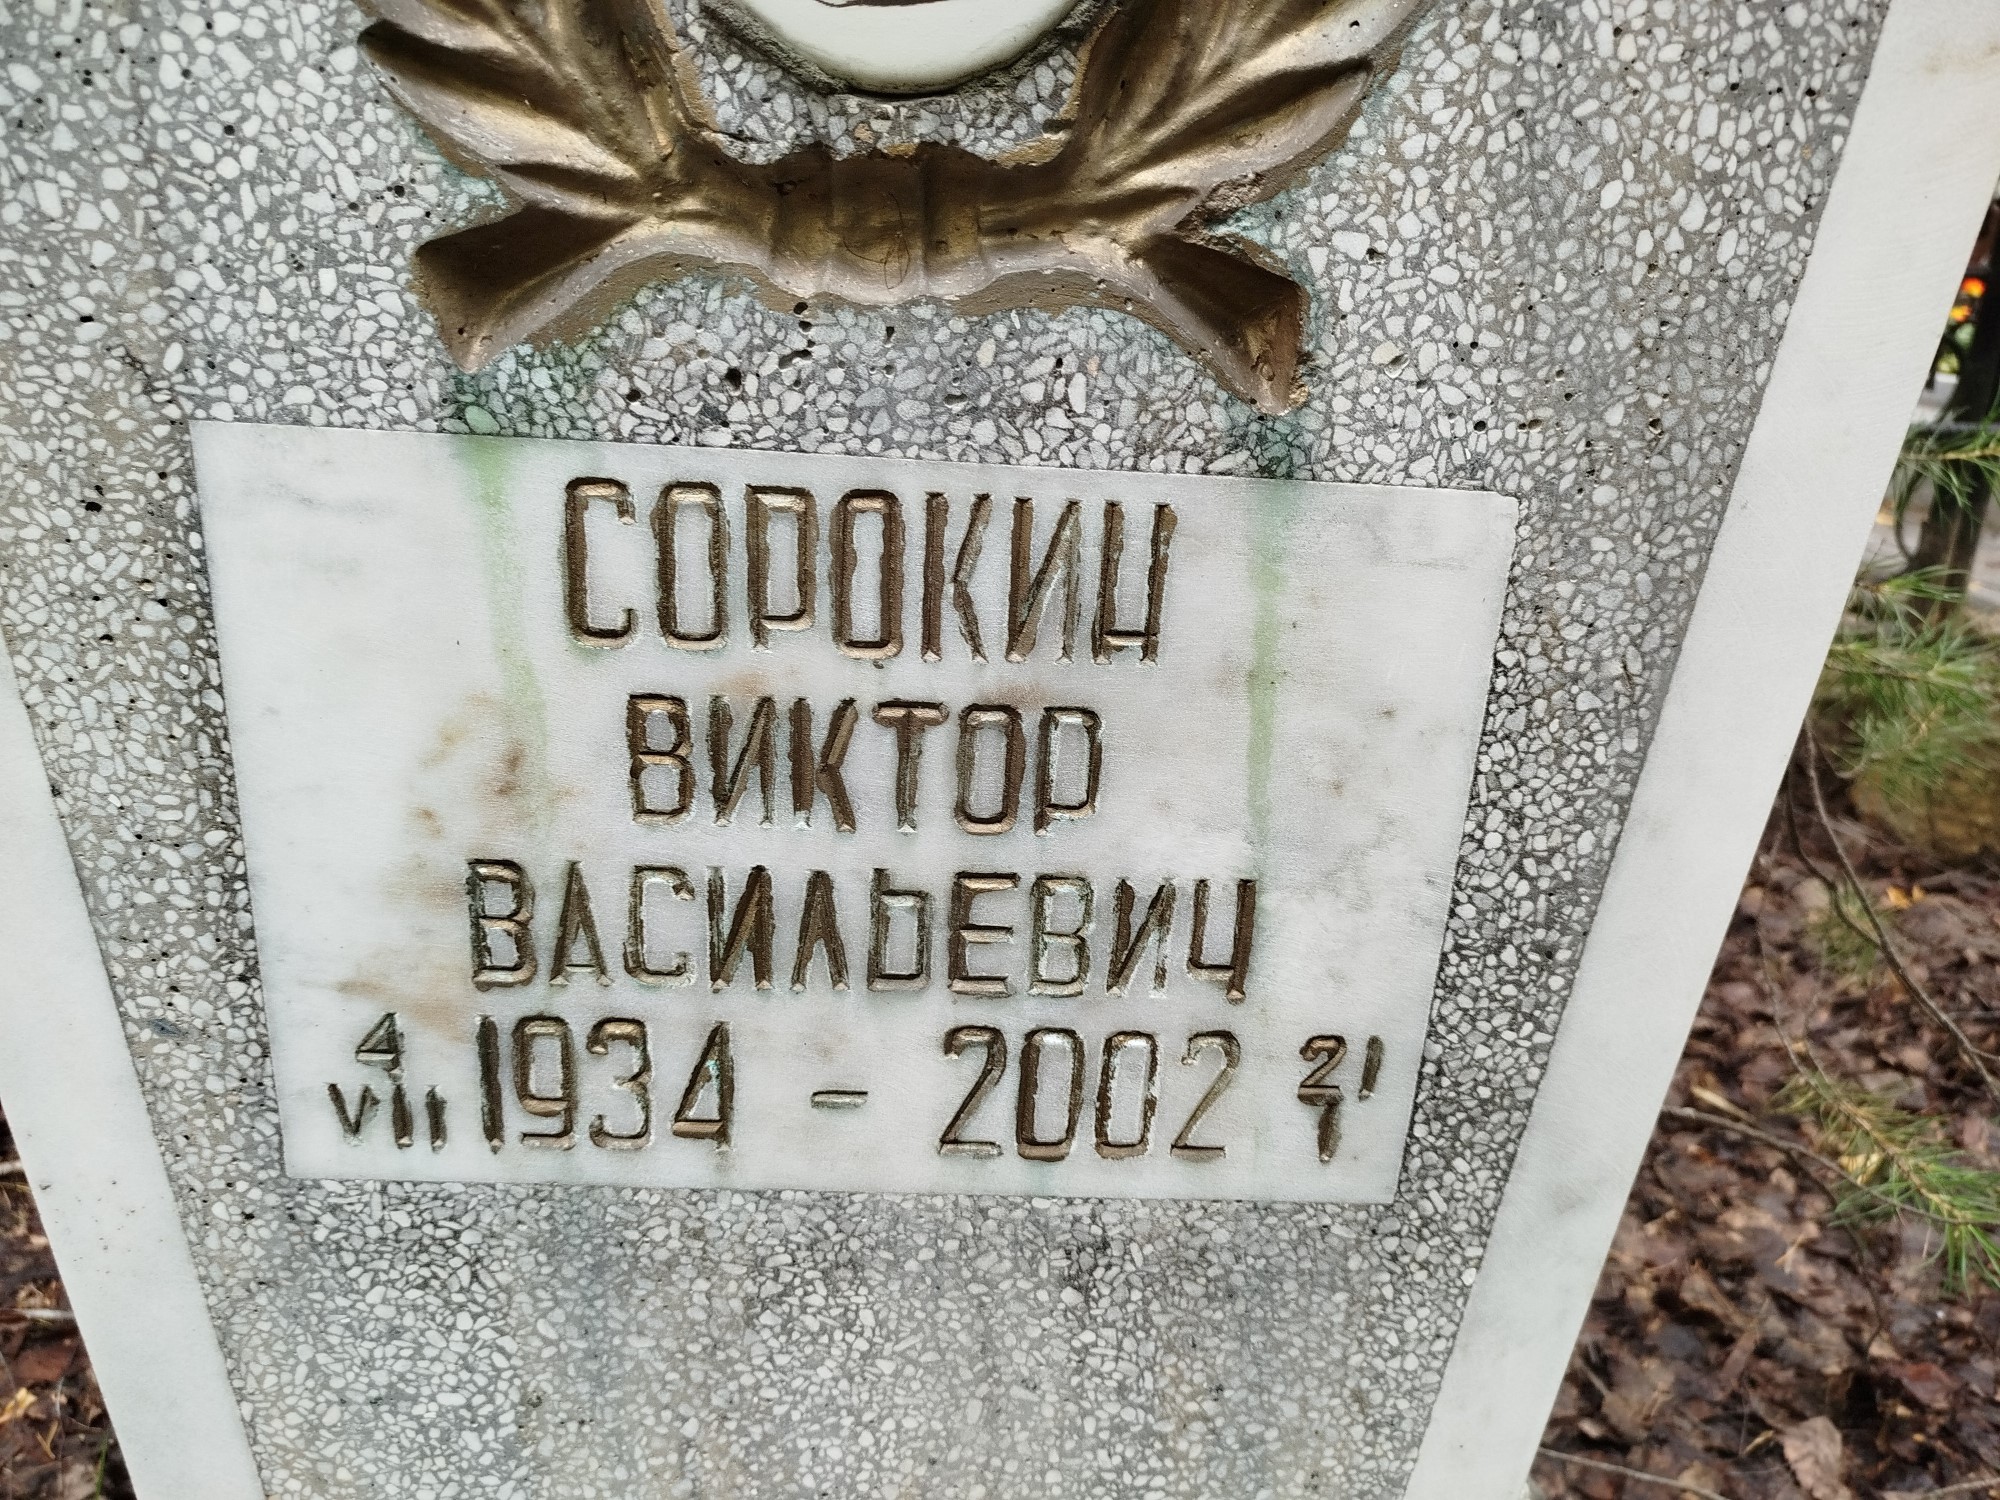 СОРОКИН
ВИКТОР
ВАСИЛЬЕВИЧ
4/VII 1934 - 2002 21/I